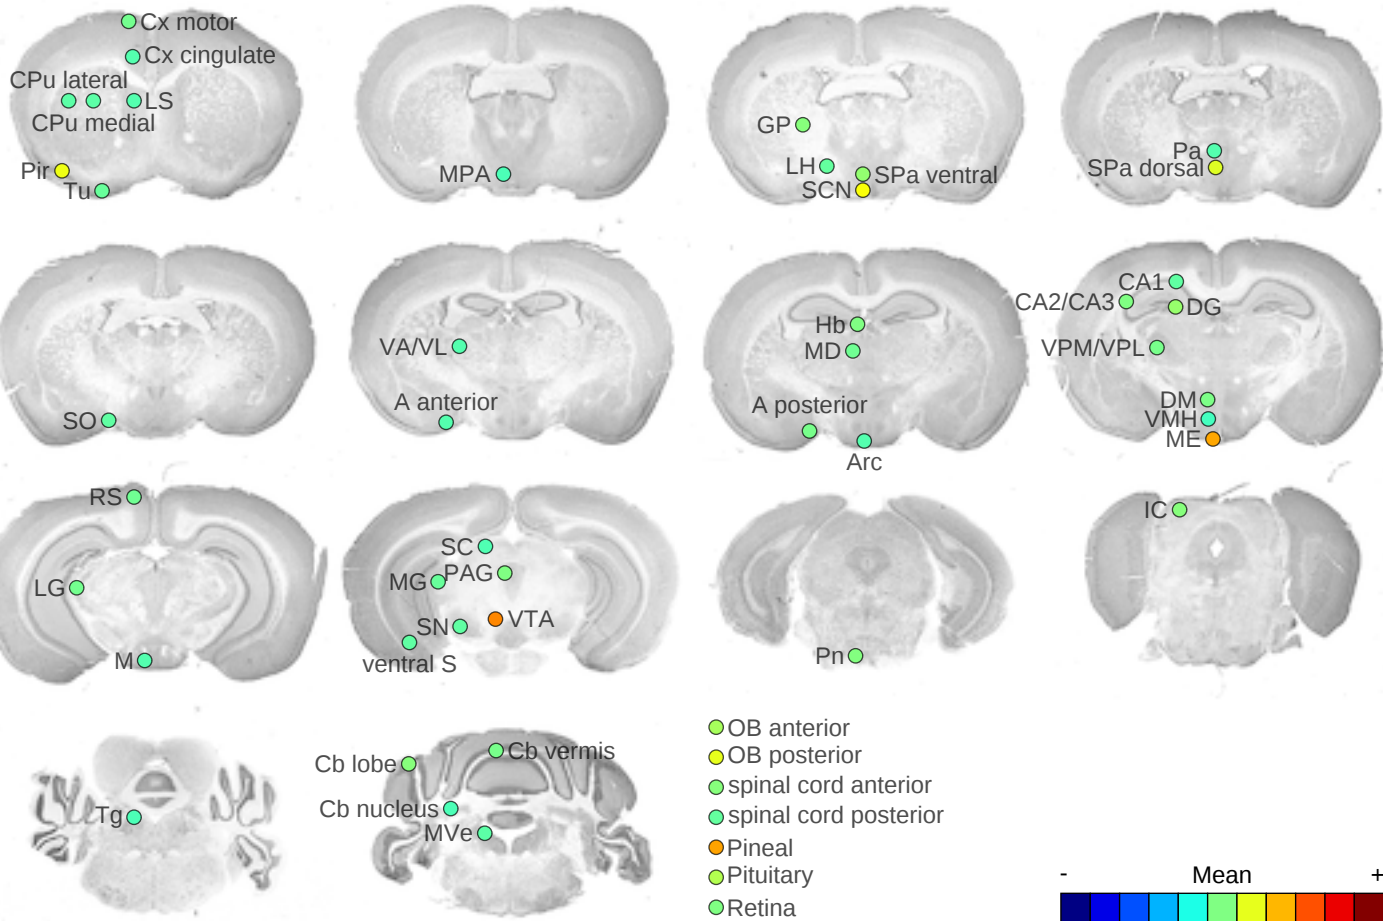 Cx motor
Cx cingulate
CPu lateral
LS
CPu medial
Pir
Tu
MPA
GP
LH
SPa ventral
SCN
Pa
SPa dorsal
SO
VA/VL
A anterior
Hb
MD
A posterior
Arc
CA1
CA2/CA3
DG
VPM/VPL
DM
VMH
ME
RS
LG
M
SC
PAG
MG
VTA
SN
ventral S
Pn
IC
Tg
Cb vermis
Cb lobe
Cb nucleus
MVe
OB anterior
OB posterior
spinal cord anterior
spinal cord posterior
Pineal
Pituitary
Retina
- Mean +